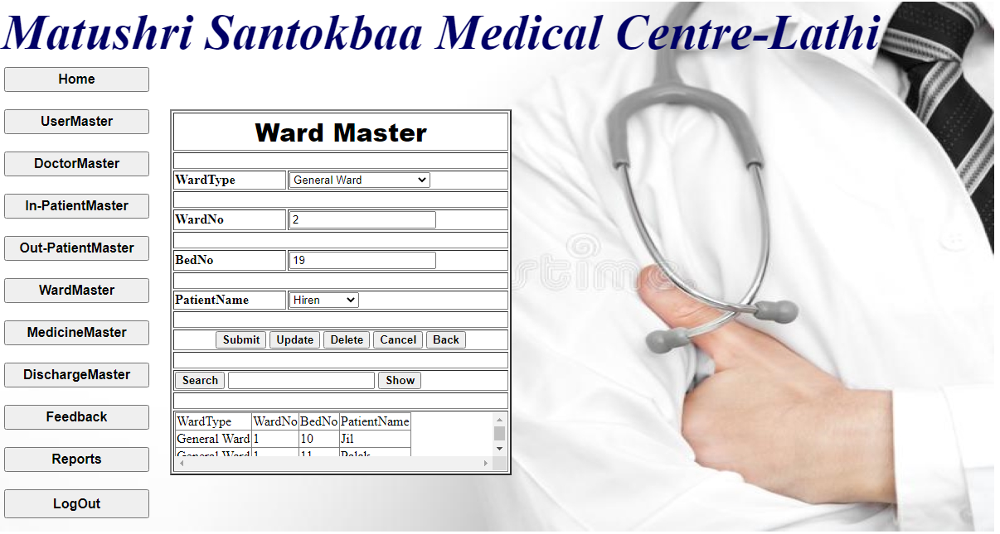 Matushri Santokbaa Medical Centre-Lathi
Home
UserMaster
DoctorMaster
In-PatientMaster
Out-PatientMaster
WardMaster
MedicineMaster
DischargeMaster
Feedback
Reports
LogOut
Ward Master
WardType General Ward
WardNo 2
BedNo 19
PatientName Hiren
Submit Update Delete Cancel Back
Search Show
WardType WardNo BedNo PatientName
General Ward 1 10 Jil
General Ward 1 11